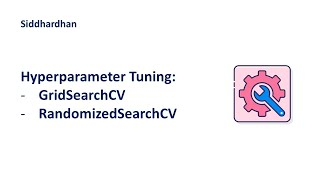 Siddhardhan
Hyperparameter Tuning:
- GridSearchCV
- RandomizedSearchCV